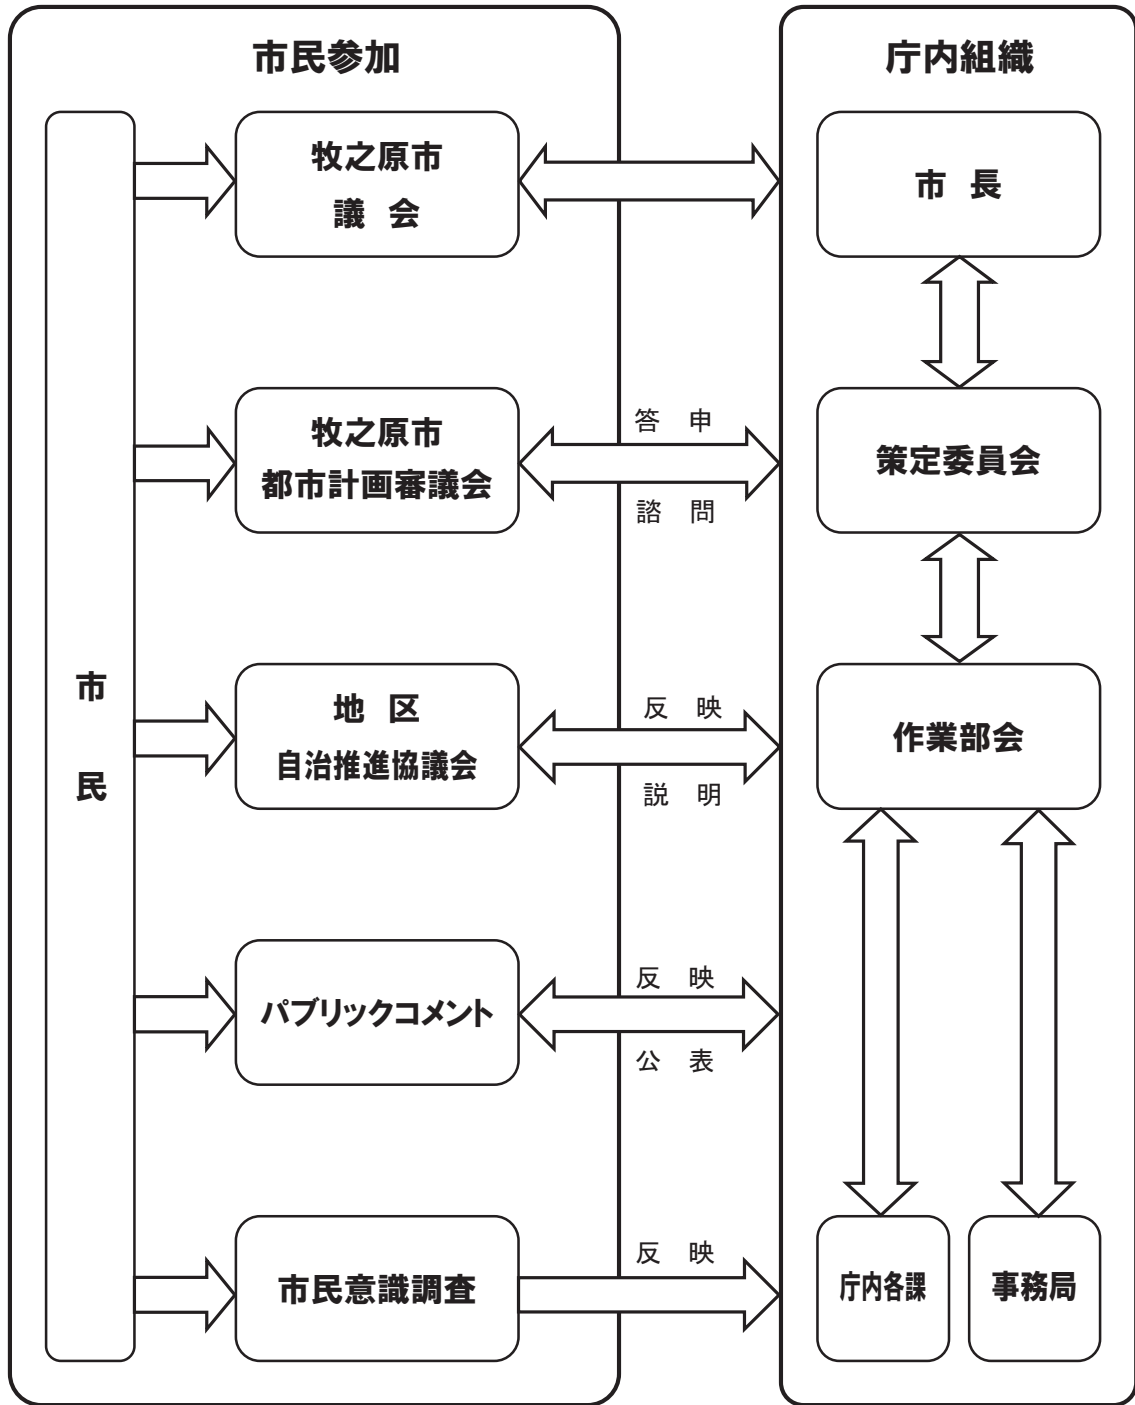 市民参加
市民
牧之原市
議 会
牧之原市
都市計画審議会
答 申
諮 問
地 区
自治推進協議会
反 映
説 明
パブリックコメント
反 映
公 表
市民意識調査
反 映
庁内組織
市 長
策定委員会
作業部会
庁内各課
事務局